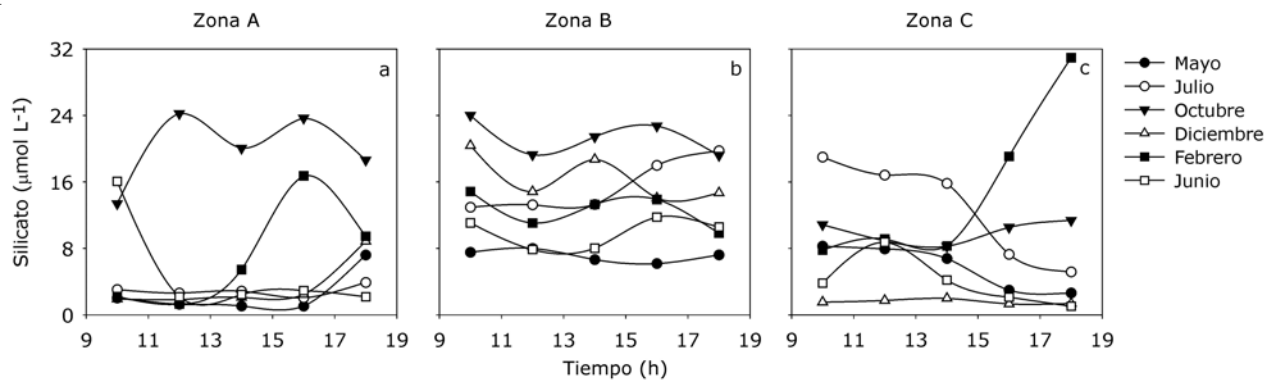 Zona A
Zona B
Zona C
Silicato (μmol L-1)
32
24
16
8
0
a
b
c
9 11 13 15 17 19
9 11 13 15 17 19
9 11 13 15 17 19
Tiempo (h)
Mayo
Julio
Octubre
Diciembre
Febrero
Junio